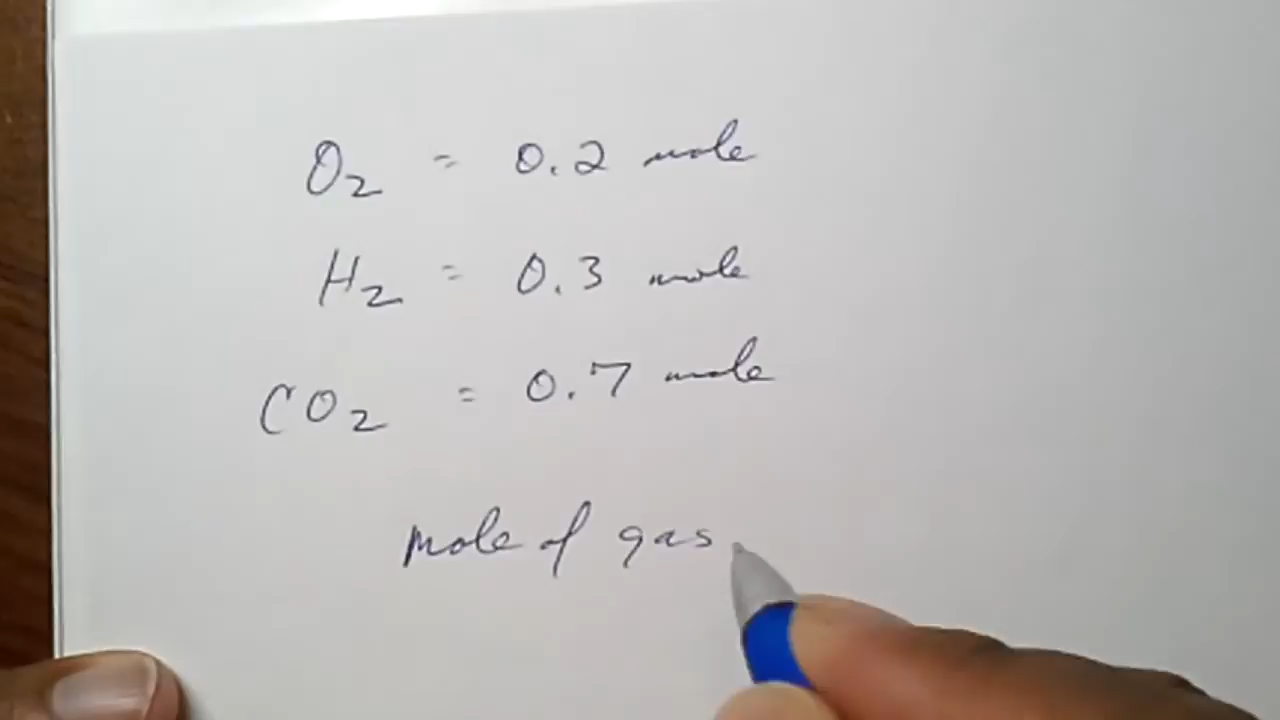 O₂ = 0.2 mole
H₂ = 0.3 mole
CO₂ = 0.7 mole
mole of gas